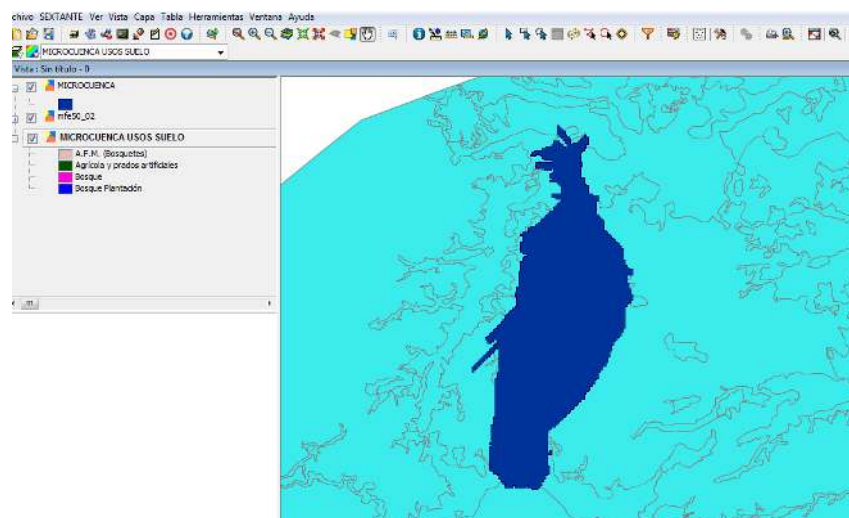 chivo SEXTANTE Ver Vista Capa Tabla Herramientas Ventana Ayuda
MICROCUENCA USOS SUELO
Vista : Sin título - 0
MICROCUENCA
mfe50_02
MICROCUENCA USOS SUELO
A.F.M. (Bosquetes)
Agrícola y prados artificiales
Bosque
Bosque Plantación